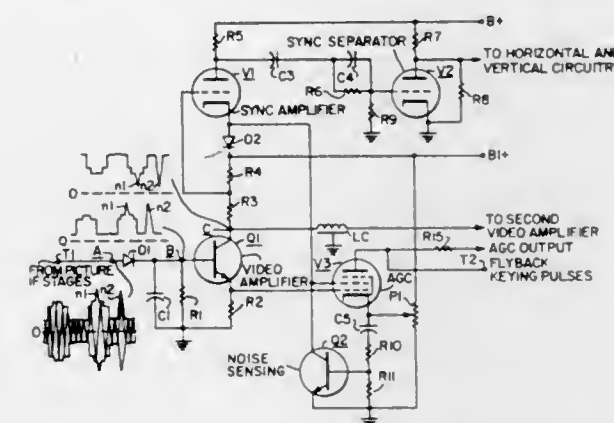 B+
R5
SYNC SEPARATOR
R7
C3
C4
V1
V2
TO HORIZONTAL AND
VERTICAL CIRCUITRY
R6
R8
SYNC AMPLIFIER
R9
D2
B1+
R4
n1
n2
O
R3
n1
n2
C
Q1
LC
TO SECOND
VIDEO AMPLIFIER
O
T1
A
D1
B
R15
AGC OUTPUT
FROM PICTURE
IF STAGES
VIDEO
AMPLIFIER
V3
T2
FLYBACK
KEYING PULSES
AGC
P1
n1
n2
C1
R1
R2
C5
O
Q2
R10
NOISE
SENSING
R11